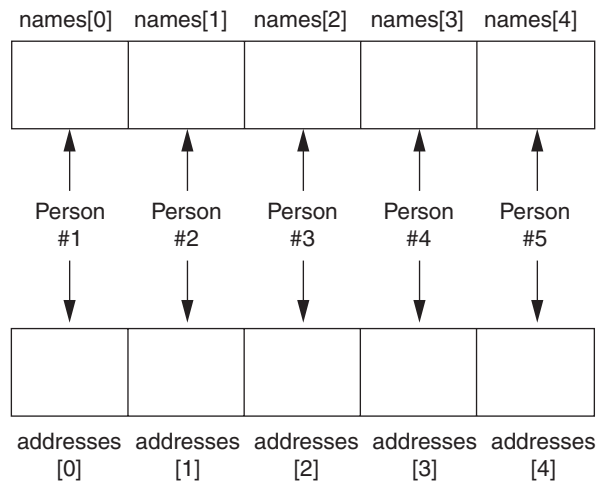 names[0] names[1] names[2] names[3] names[4]
Person Person Person Person Person
#1 #2 #3 #4 #5
addresses addresses addresses addresses addresses
[0] [1] [2] [3] [4]